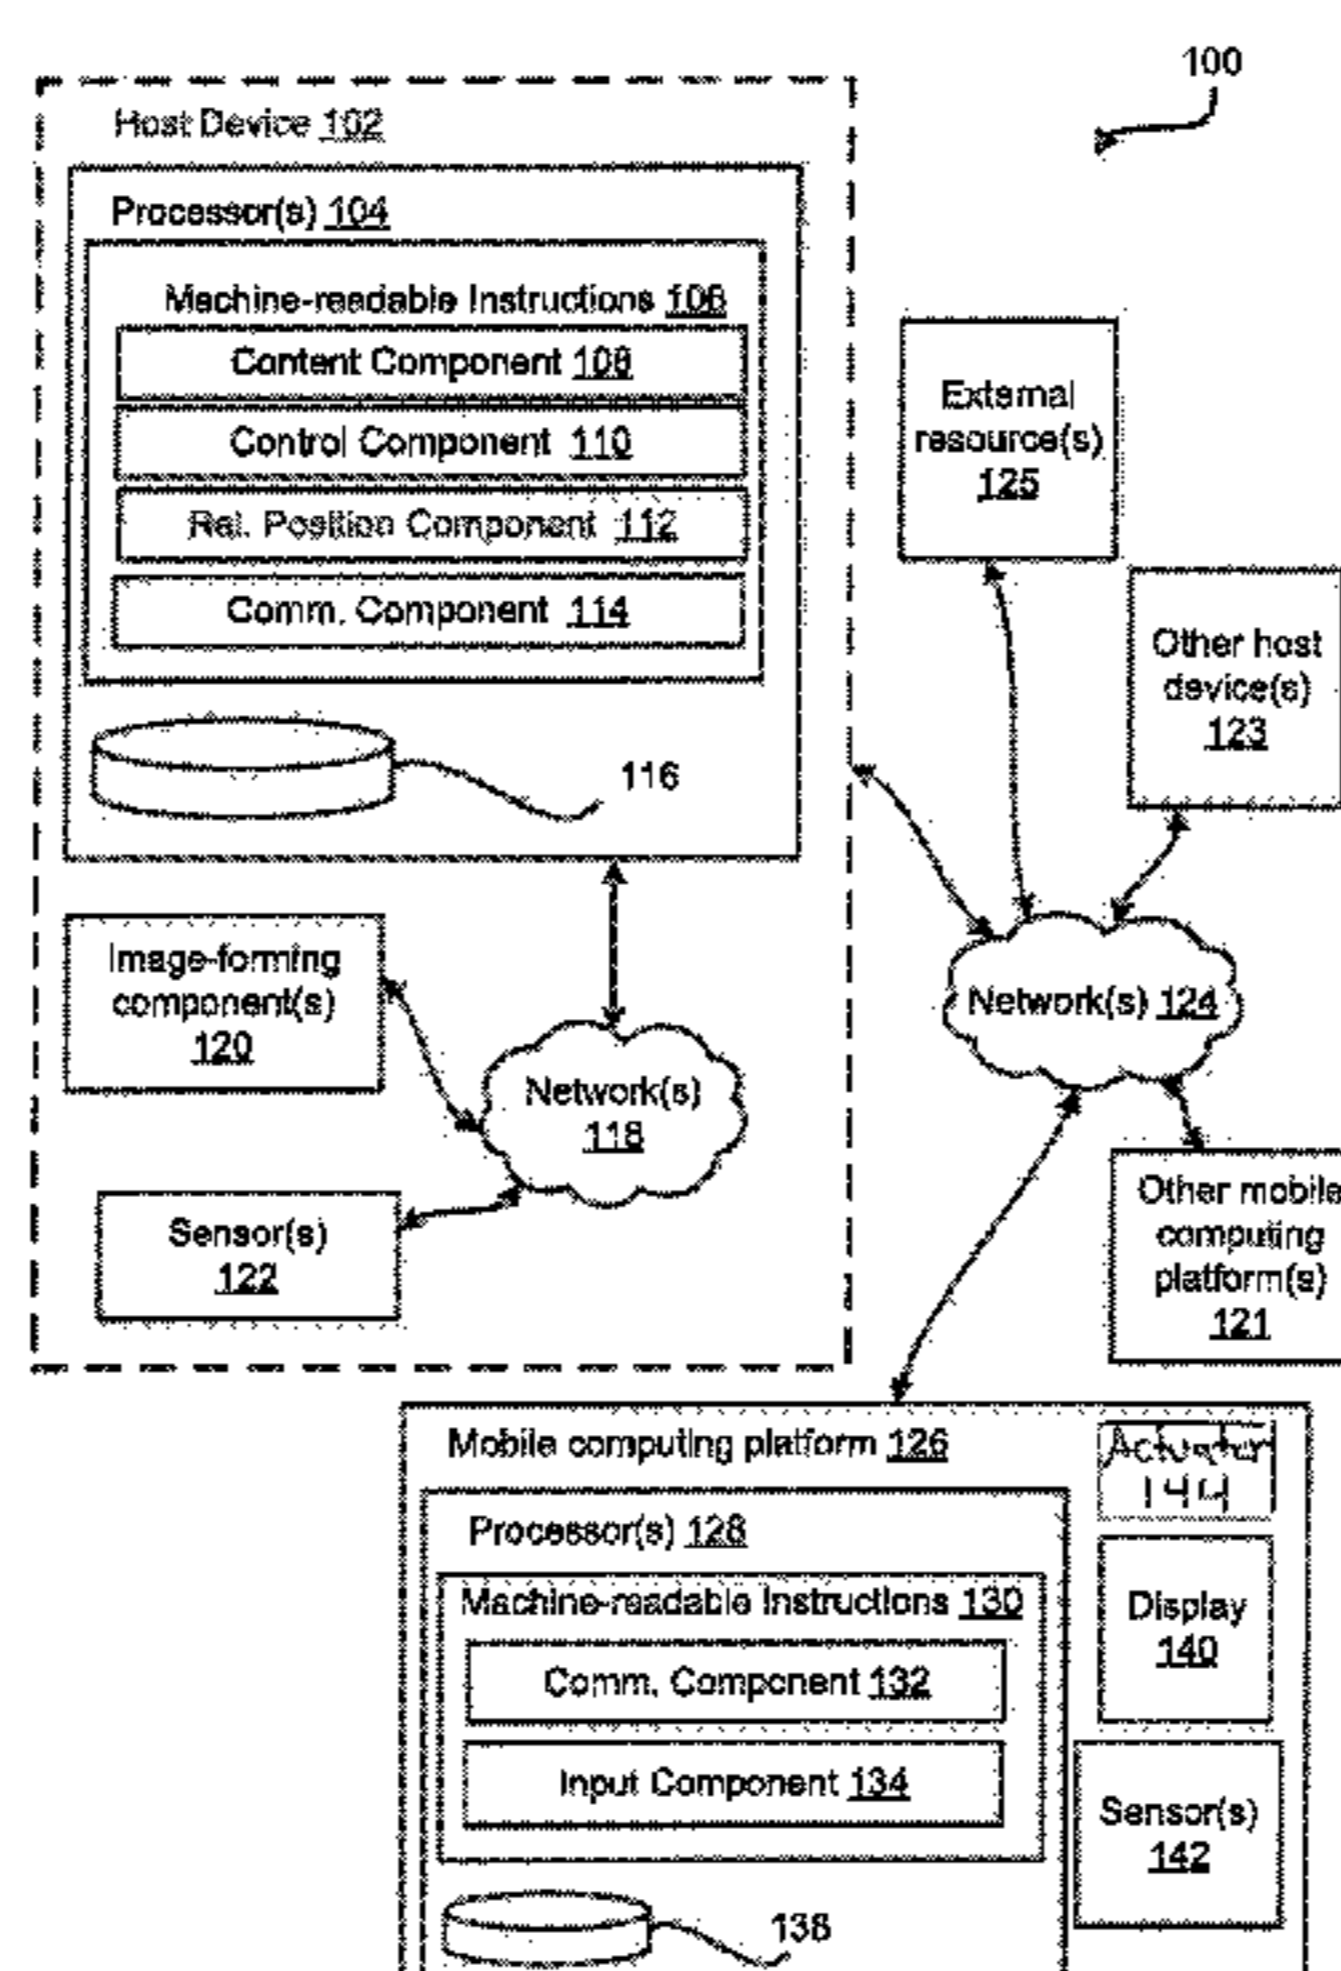 100
Host Device 102
Processor(s) 104
Machine-readable Instructions 106
Content Component 108
Control Component 110
Rel. Position Component 112
Comm. Component 114
116
External
resource(s)
125
Other host
device(s)
123
Image-forming
component(s)
120
Network(s)
118
Sensor(s)
122
Network(s) 124
Other mobile
computing
platform(s)
121
Mobile computing platform 126
Processor(s) 128
Machine-readable Instructions 130
Comm. Component 132
Input Component 134
138
Actuator
144
Display
140
Sensor(s)
142